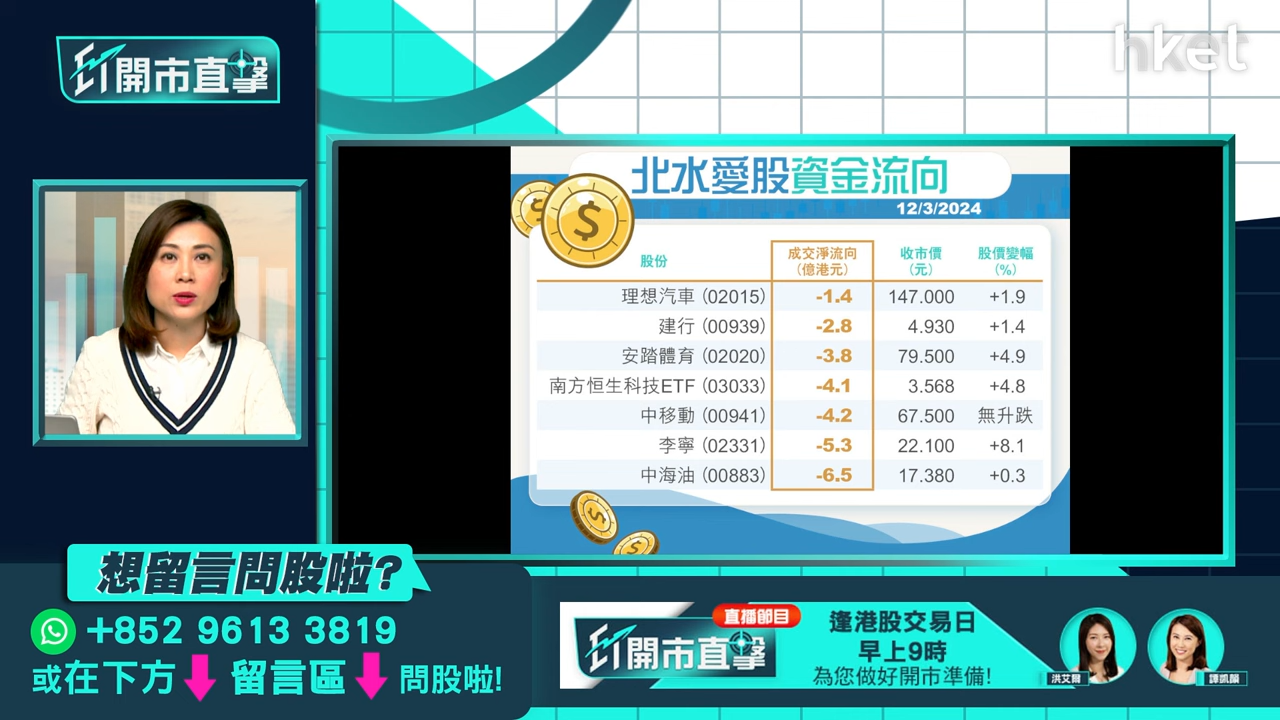 ET開市直擊
hket
北水愛股資金流向
12/3/2024
股份 成交淨流向(億港元) 收市價(元) 股價變幅(%)
理想汽車 (02015) -1.4 147.000 +1.9
建行 (00939) -2.8 4.930 +1.4
安踏體育 (02020) -3.8 79.500 +4.9
南方恒生科技ETF (03033) -4.1 3.568 +4.8
中移動 (00941) -4.2 67.500 無升跌
李寧 (02331) -5.3 22.100 +8.1
中海油 (00883) -6.5 17.380 +0.3
想留言問股啦?
+852 9613 3819
或在下方 留言區 問股啦!
直播節目
ET開市直擊
逢港股交易日
早上9時
為您做好開市準備!
洪艾爾
譚凱韻